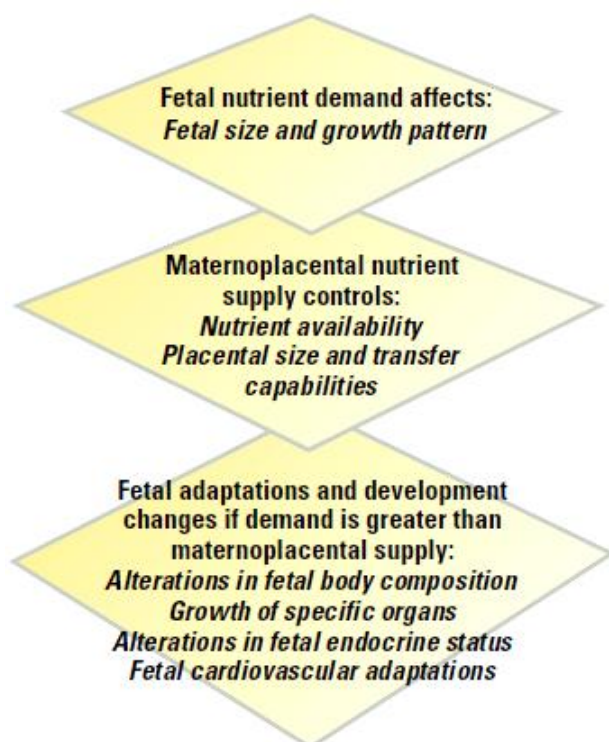 Fetal nutrient demand affects:
Fetal size and growth pattern
Maternoplacental nutrient
supply controls:
Nutrient availability
Placental size and transfer
capabilities
Fetal adaptations and development
changes if demand is greater than
maternoplacental supply:
Alterations in fetal body composition
Growth of specific organs
Alterations in fetal endocrine status
Fetal cardiovascular adaptations